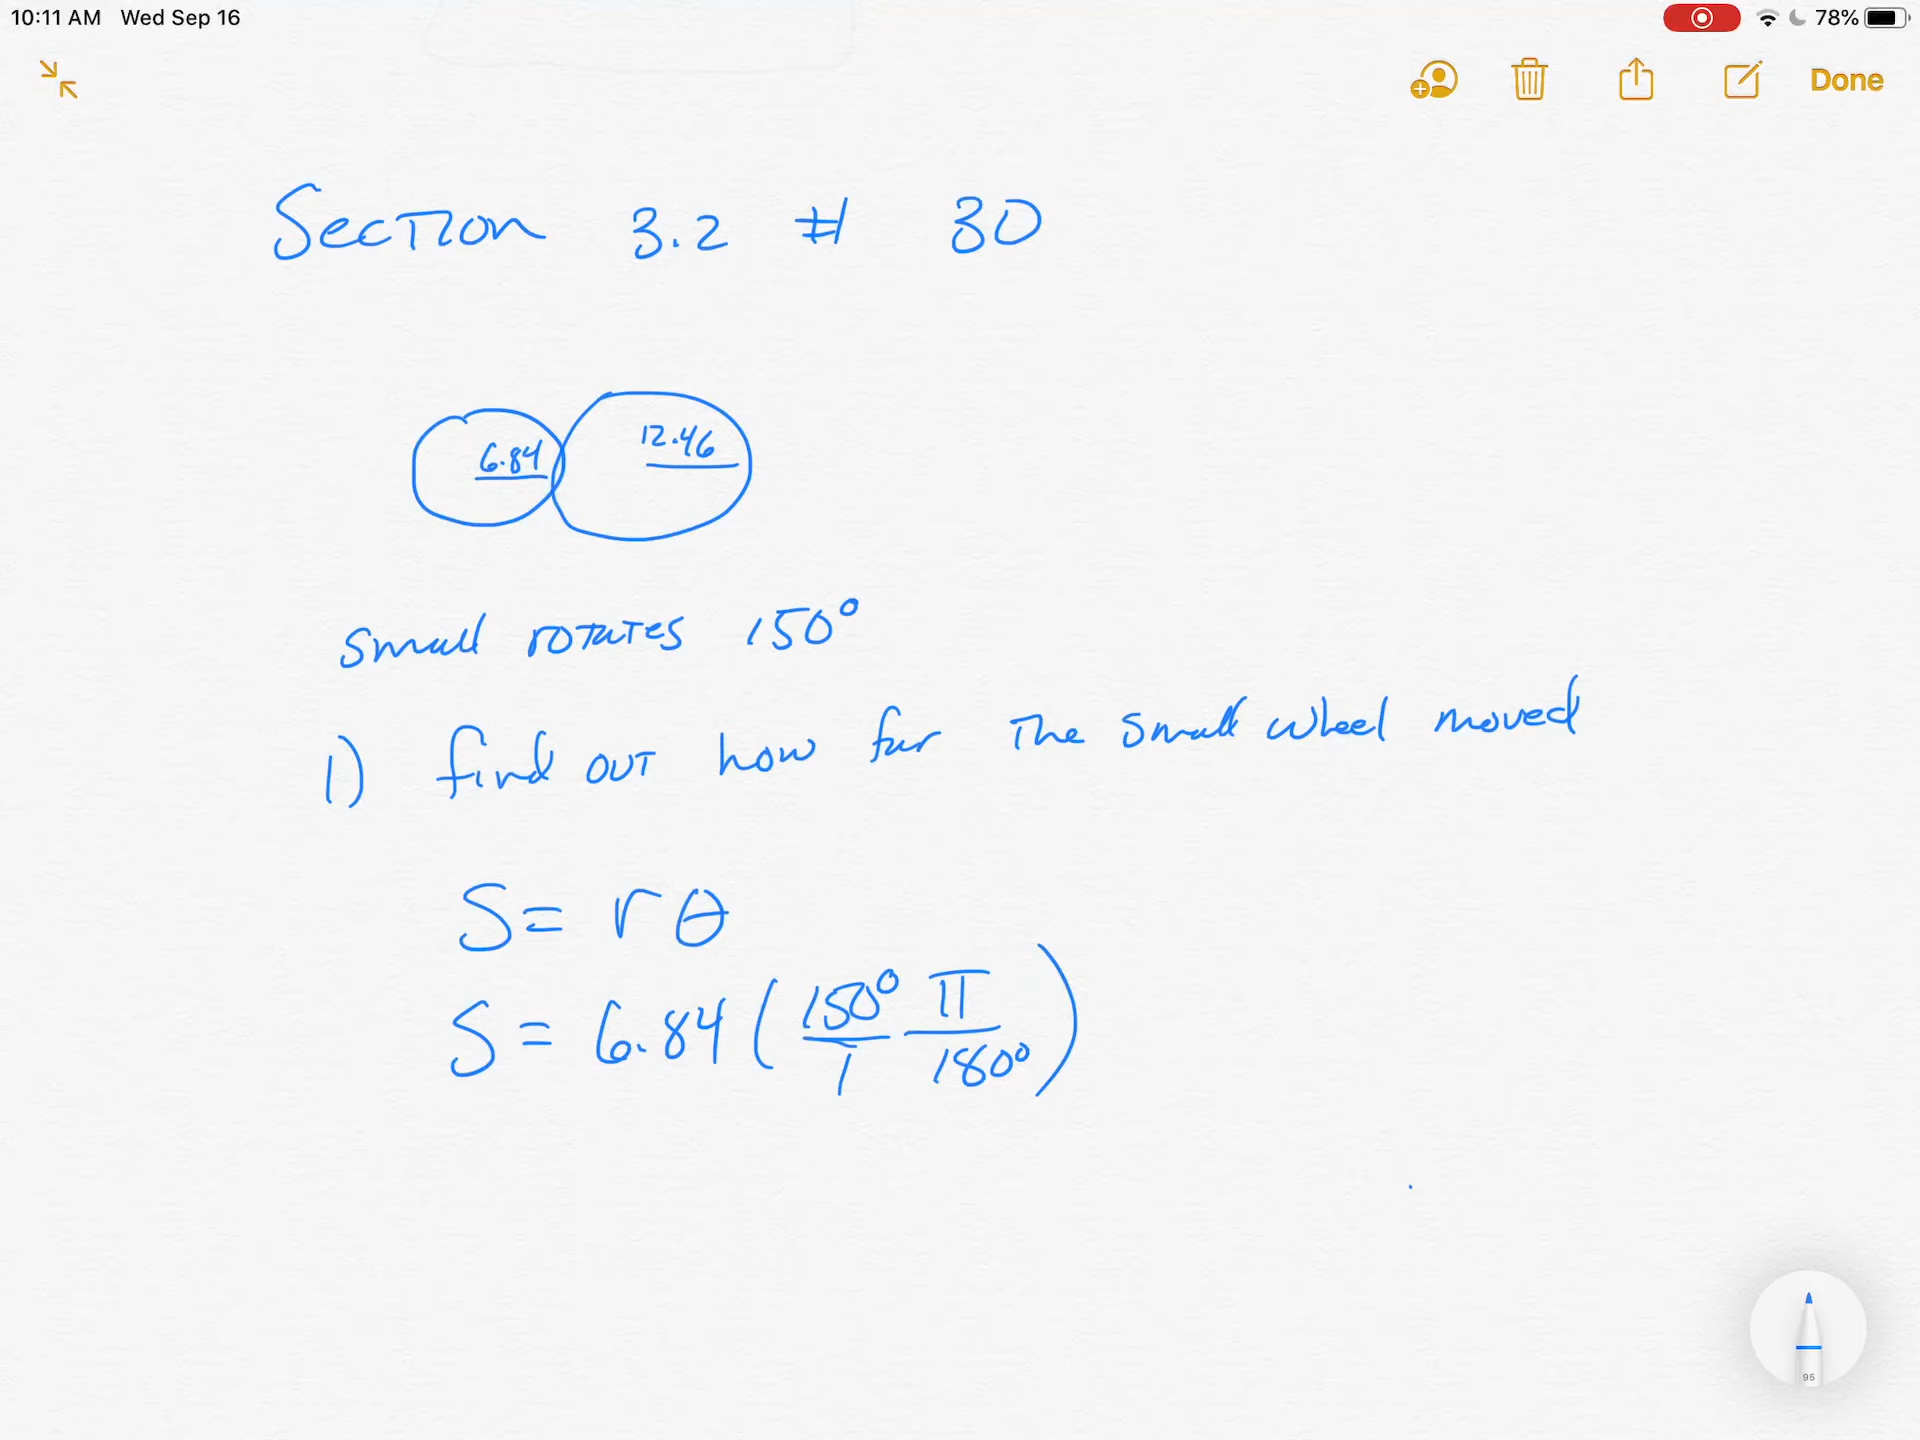 10:11 AM Wed Sep 16 78%
Done
Section 3.2 # 30
6.84 12.46
small rotates 150°
1) find out how far the small wheel moved
S = rθ
S = 6.84 ( 150°/1 π/180° )
95